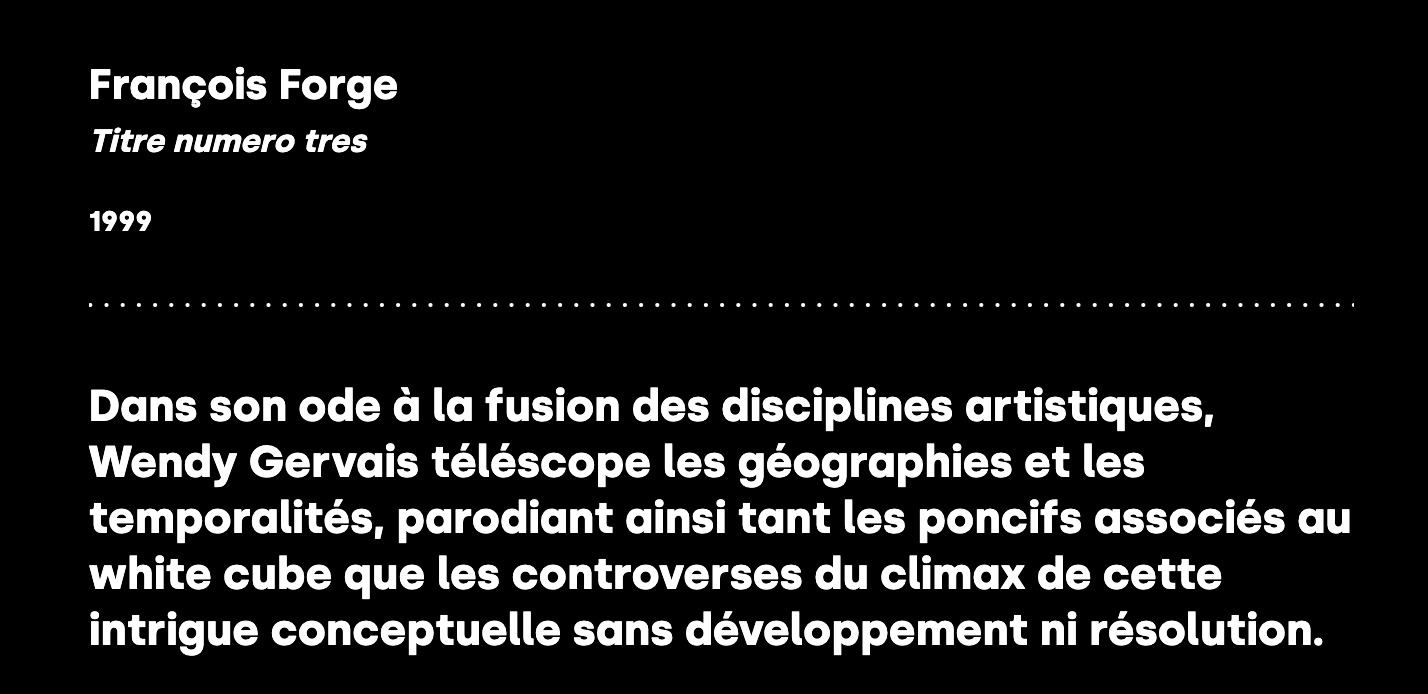 François Forge
Titre numero tres
1999
Dans son ode à la fusion des disciplines artistiques,
Wendy Gervais téléscope les géographies et les
temporalités, parodiant ainsi tant les poncifs associés au
white cube que les controverses du climax de cette
intrigue conceptuelle sans développement ni résolution.